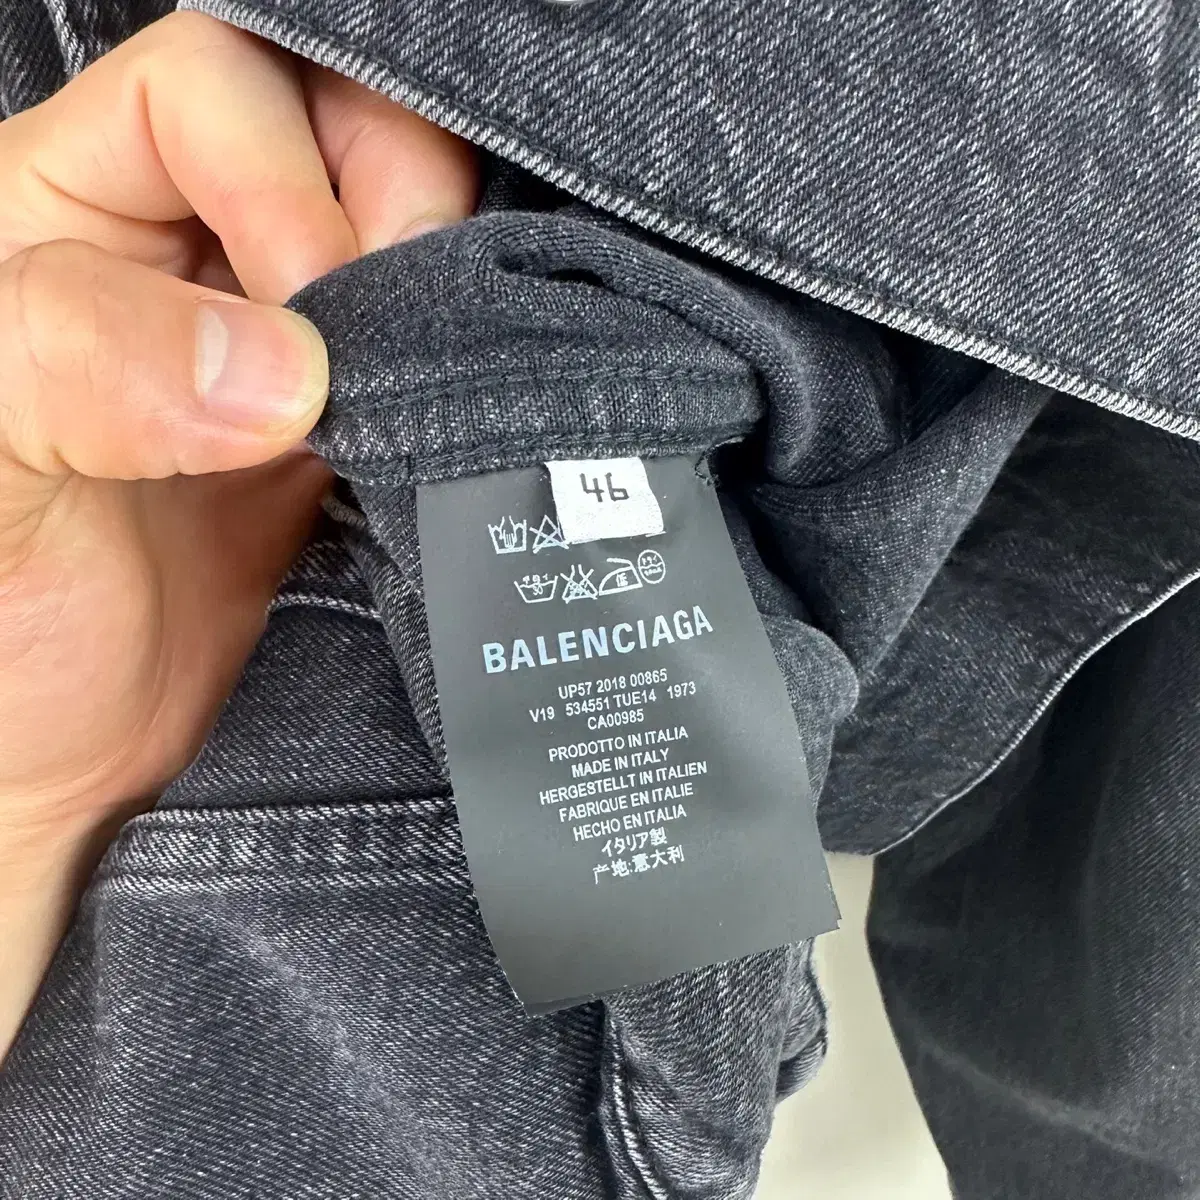 46
BALENCIAGA
UP57 2018 00865
V19 534551 TUE14 1973
CA00985
PRODOTTO IN ITALIA
MADE IN ITALY
HERGESTELLT IN ITALIEN
FABRIQUE EN ITALIE
HECHO EN ITALIA
イタリア製
产地:意大利